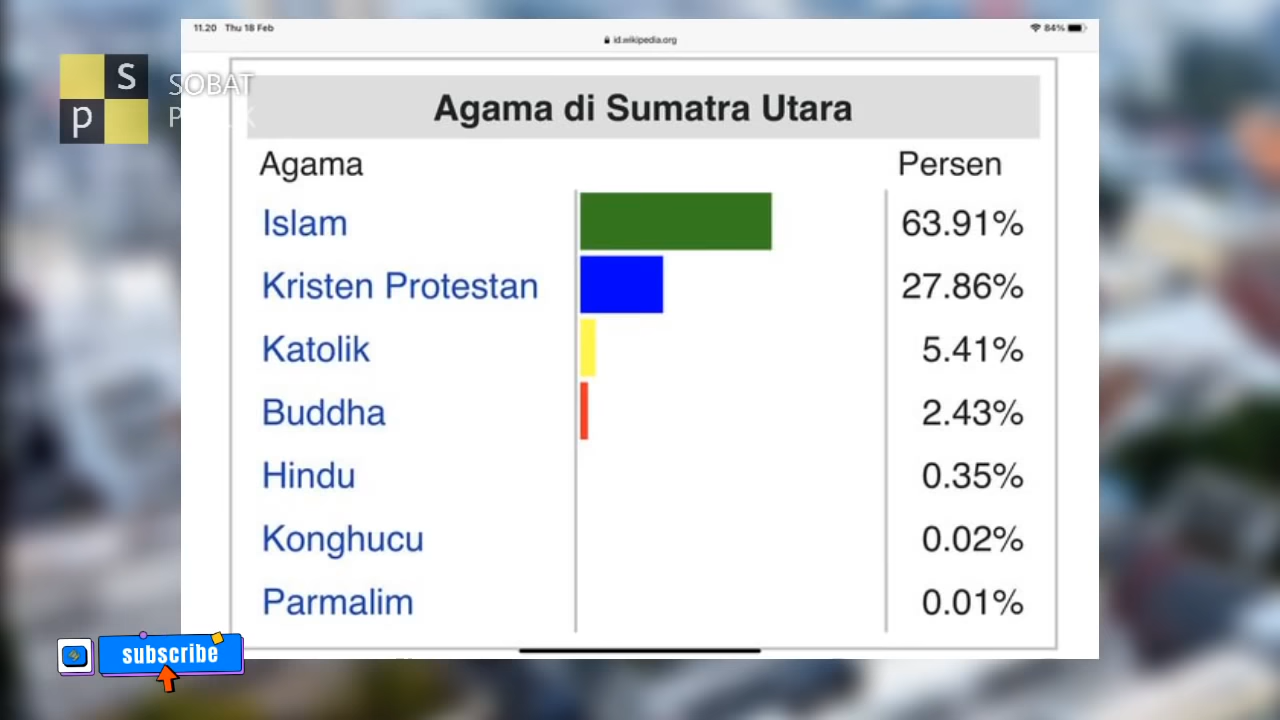 11.20 Thu 18 Feb
84%
id.wikipedia.org
S
p
SOBAT
Agama di Sumatra Utara
Agama Persen
Islam 63.91%
Kristen Protestan 27.86%
Katolik 5.41%
Buddha 2.43%
Hindu 0.35%
Konghucu 0.02%
Parmalim 0.01%
subscribe